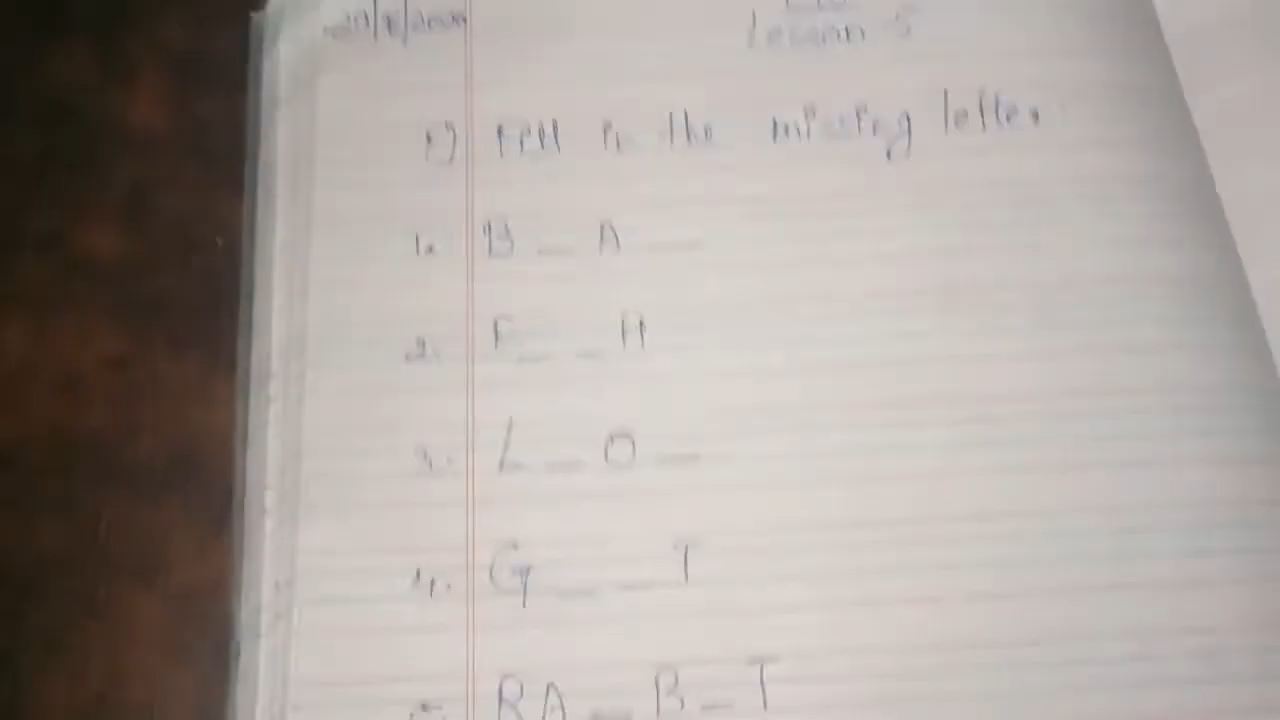 Lesson 5
1) Fill in the missing letter.
1. B _ A _
2. F _ _ H
3. L _ O _
4. G _ _ T
5. RA _ B _ T